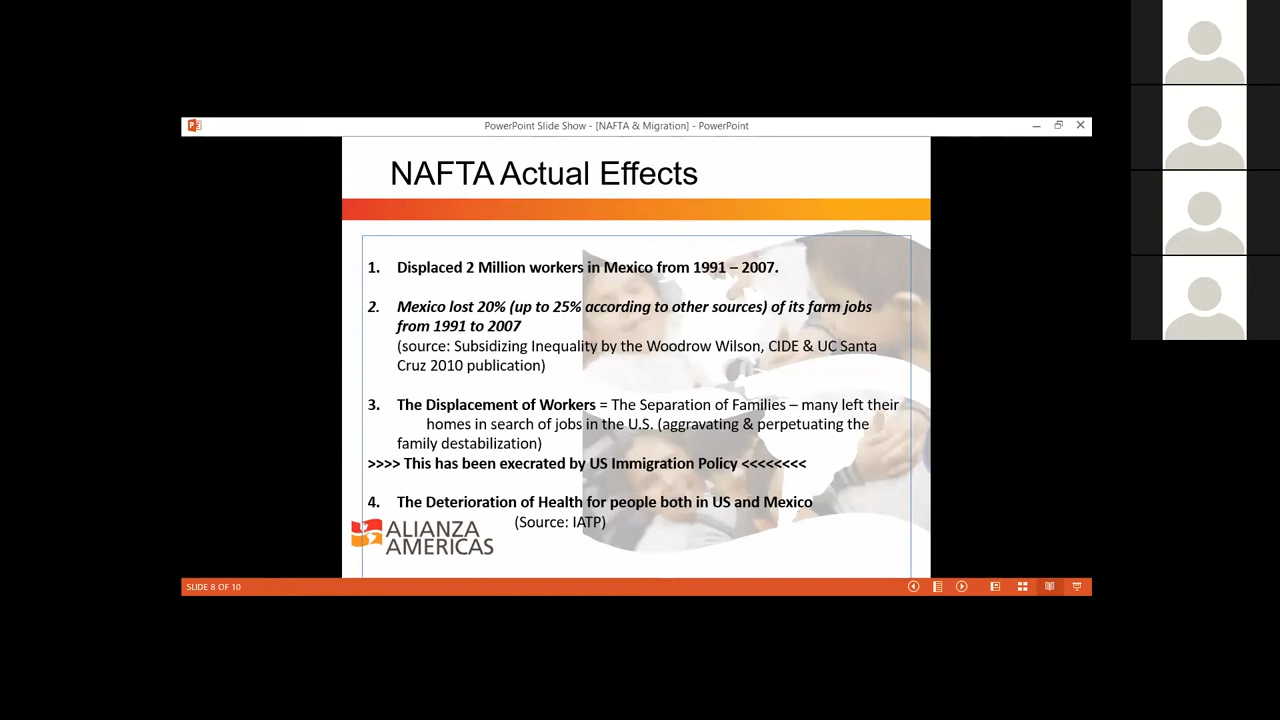 PowerPoint Slide Show - [NAFTA & Migration] - PowerPoint
NAFTA Actual Effects
1. Displaced 2 Million workers in Mexico from 1991 – 2007.
2. Mexico lost 20% (up to 25% according to other sources) of its farm jobs
from 1991 to 2007
(source: Subsidizing Inequality by the Woodrow Wilson, CIDE & UC Santa
Cruz 2010 publication)
3. The Displacement of Workers = The Separation of Families – many left their
homes in search of jobs in the U.S. (aggravating & perpetuating the
family destabilization)
>>>> This has been execrated by US Immigration Policy <<<<<<<<
4. The Deterioration of Health for people both in US and Mexico
(Source: IATP)
ALIANZA
AMERICAS
SLIDE 8 OF 10